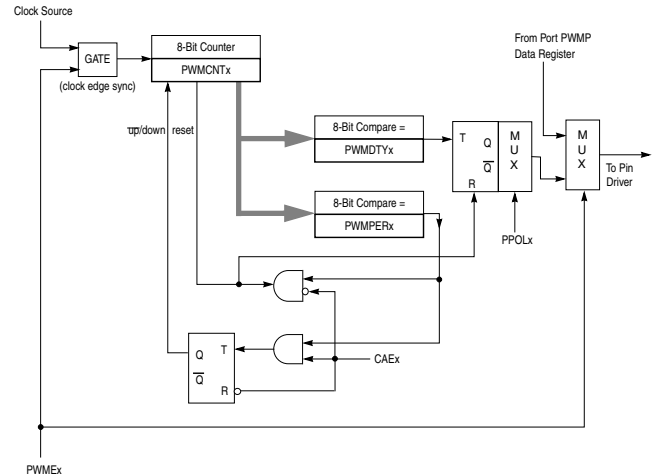 Clock Source
GATE
(clock edge sync)
8-Bit Counter
PWMCNTx
From Port PWMP
Data Register
up/down reset
8-Bit Compare =
PWMDTYx
T
Q
Q
R
M
U
X
M
U
X
To Pin
Driver
8-Bit Compare =
PWMPERx
PPOLx
Q
T
Q
R
CAEx
PWMEx